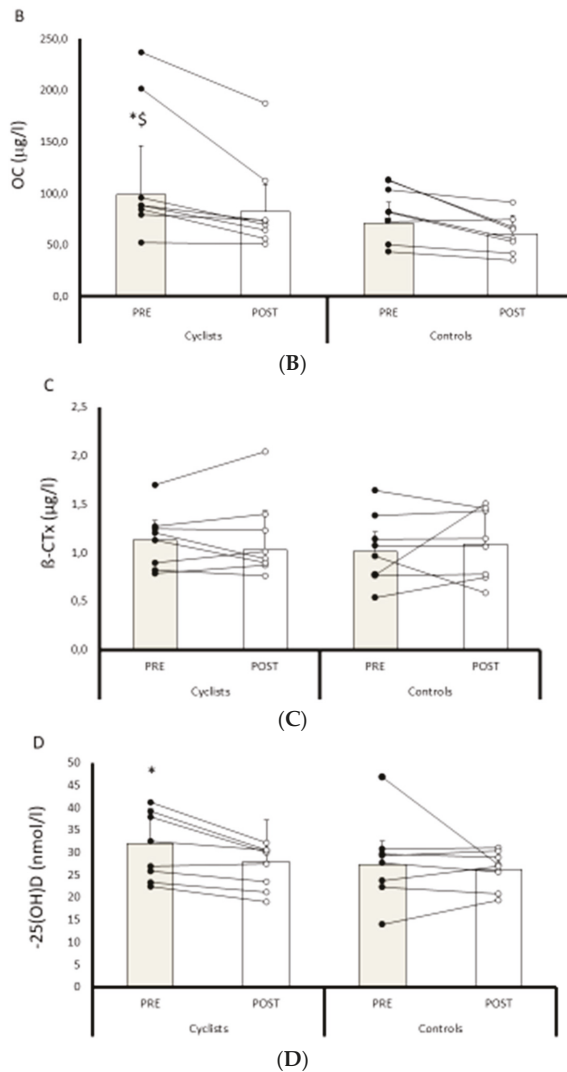 B
OC (µg/l)
250,0
200,0
150,0
100,0
50,0
0,0
*$
PRE POST PRE POST
Cyclists Controls
(B)
C
ß-CTx (µg/l)
2,5
2,0
1,5
1,0
0,5
0,0
PRE POST PRE POST
Cyclists Controls
(C)
D
-25(OH)D (nmol/l)
50
45
40
35
30
25
20
15
10
5
0
*
PRE POST PRE POST
Cyclists Controls
(D)